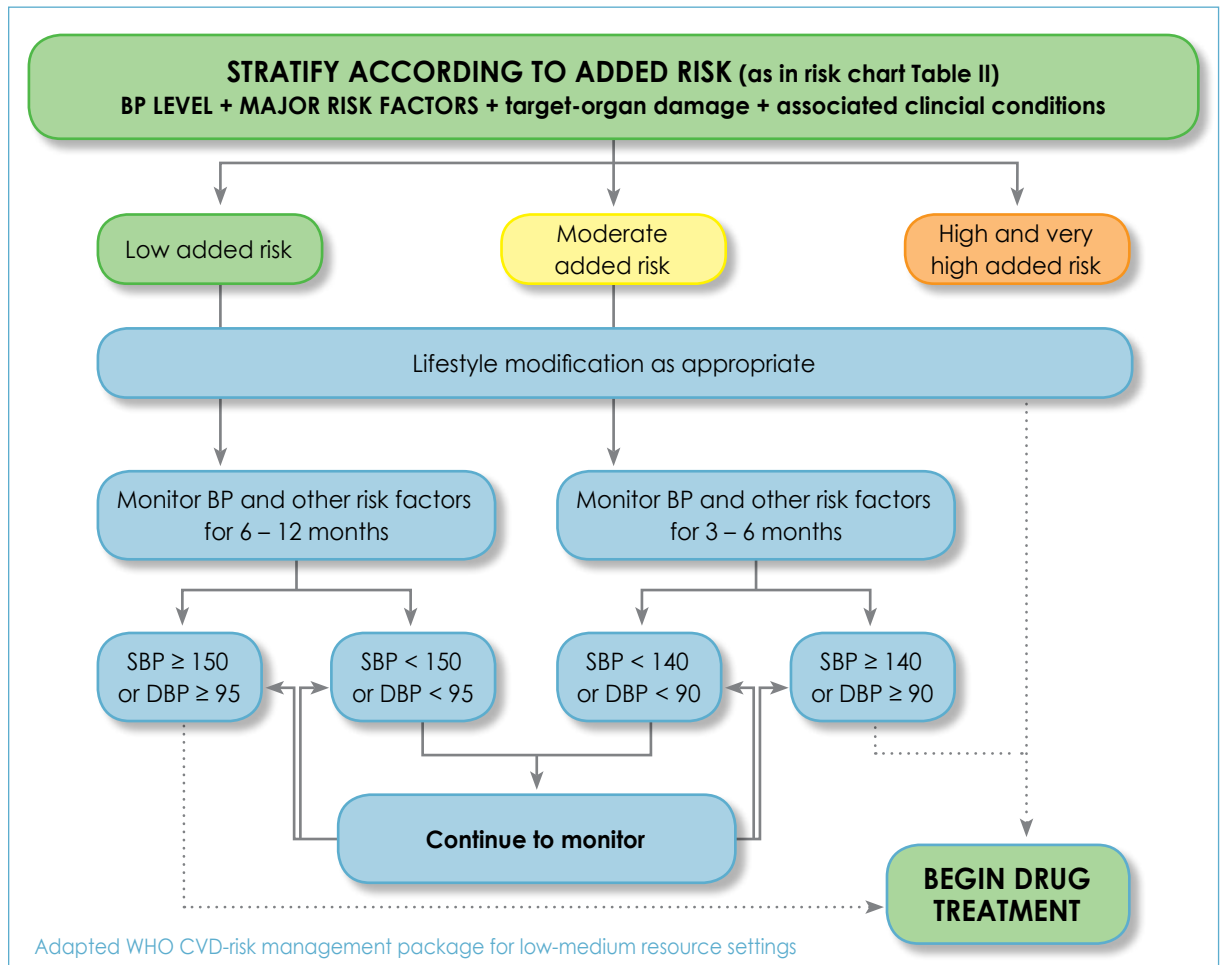 STRATIFY ACCORDING TO ADDED RISK (as in risk chart Table II)
BP LEVEL + MAJOR RISK FACTORS + target-organ damage + associated clincial conditions
Low added risk
Moderate
added risk
High and very
high added risk
Lifestyle modification as appropriate
Monitor BP and other risk factors
for 6 – 12 months
Monitor BP and other risk factors
for 3 – 6 months
SBP ≥ 150
or DBP ≥ 95
SBP < 150
or DBP < 95
SBP < 140
or DBP < 90
SBP ≥ 140
or DBP ≥ 90
Continue to monitor
BEGIN DRUG
TREATMENT
Adapted WHO CVD-risk management package for low-medium resource settings